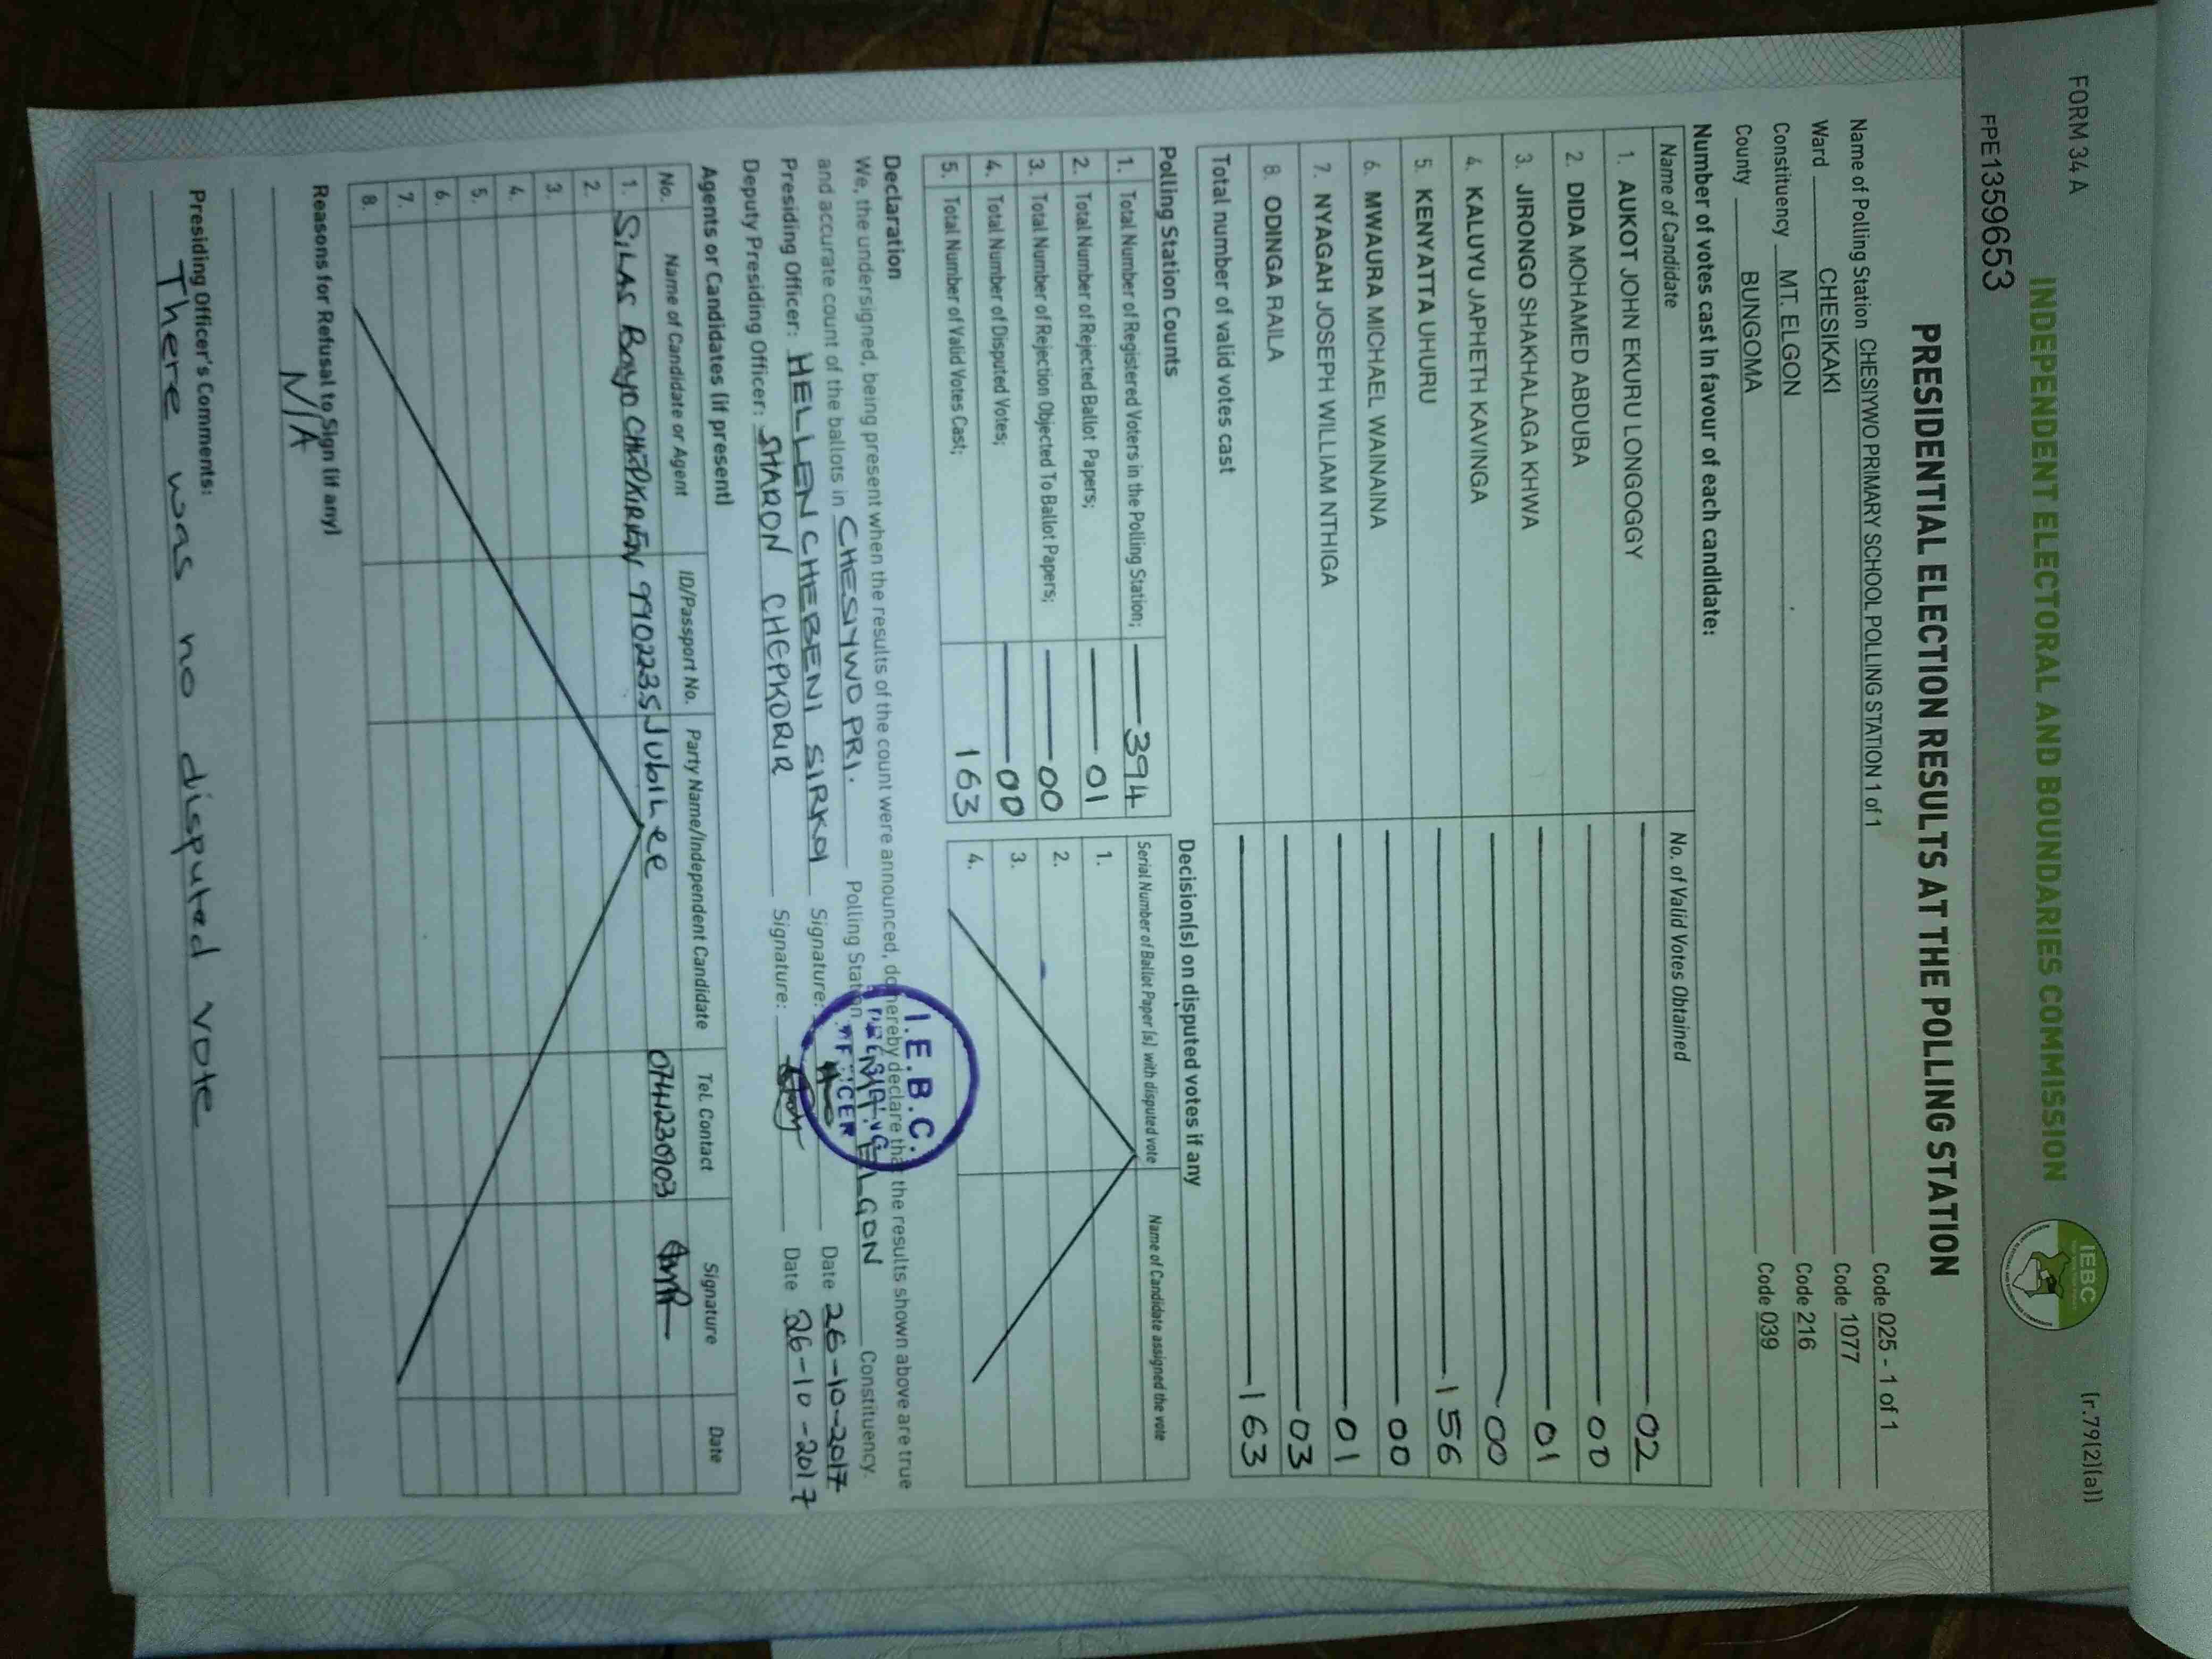 FORM 34 A
(r.79(2)(a))
INDEPENDENT ELECTORAL AND BOUNDARIES COMMISSION
IEBC
FPE1359653
PRESIDENTIAL ELECTION RESULTS AT THE POLLING STATION
Name of Polling Station CHESIYWO PRIMARY SCHOOL POLLING STATION 1 of 1 Code 025 - 1 of 1
Ward CHESIKAKI Code 1077
Constituency MT. ELGON Code 216
County BUNGOMA Code 039
Number of votes cast in favour of each candidate:
Name of Candidate No. of Valid Votes Obtained
1. AUKOT JOHN EKURU LONGOGGY 02
2. DIDA MOHAMED ABDUBA 00
3. JIRONGO SHAKHALAGA KHWA 01
4. KALUYU JAPHETH KAVINGA 00
5. KENYATTA UHURU 156
6. MWAURA MICHAEL WAINAINA 00
7. NYAGAH JOSEPH WILLIAM NTHIGA 01
8. ODINGA RAILA 03
Total number of valid votes cast 163
Polling Station Counts
1. Total Number of Registered Voters in the Polling Station; 394
2. Total Number of Rejected Ballot Papers; 01
3. Total Number of Rejection Objected To Ballot Papers; 00
4. Total Number of Disputed Votes; 00
5. Total Number of Valid Votes Cast; 163
Decision(s) on disputed votes if any
Serial Number of Ballot Paper (s) with disputed vote Name of Candidate assigned the vote
1.
2.
3.
4.
Declaration
We, the undersigned, being present when the results of the count were announced, do hereby declare that the results shown above are true
and accurate count of the ballots in CHESIYWO PRI. Polling Station MT ELGON Constituency.
Presiding Officer: HELLEN CHEBENI SIRKOI Signature: Date 26-10-2017
Deputy Presiding Officer: SHARON CHEPKORIR Signature: Date 26-10-2017
I.E.B.C.
PRESIDING
OFFICER
Agents or Candidates (if present)
No. Name of Candidate or Agent ID/Passport No. Party Name/Independent Candidate Tel. Contact Signature Date
1. SILAS Bonyo CHEPKIRIEN 9902235 JubiLee 0714230903
2.
3.
4.
5.
6.
7.
8.
Reasons for Refusal to Sign (if any)
N/A
Presiding Officer's Comments:
There was no disputed vote